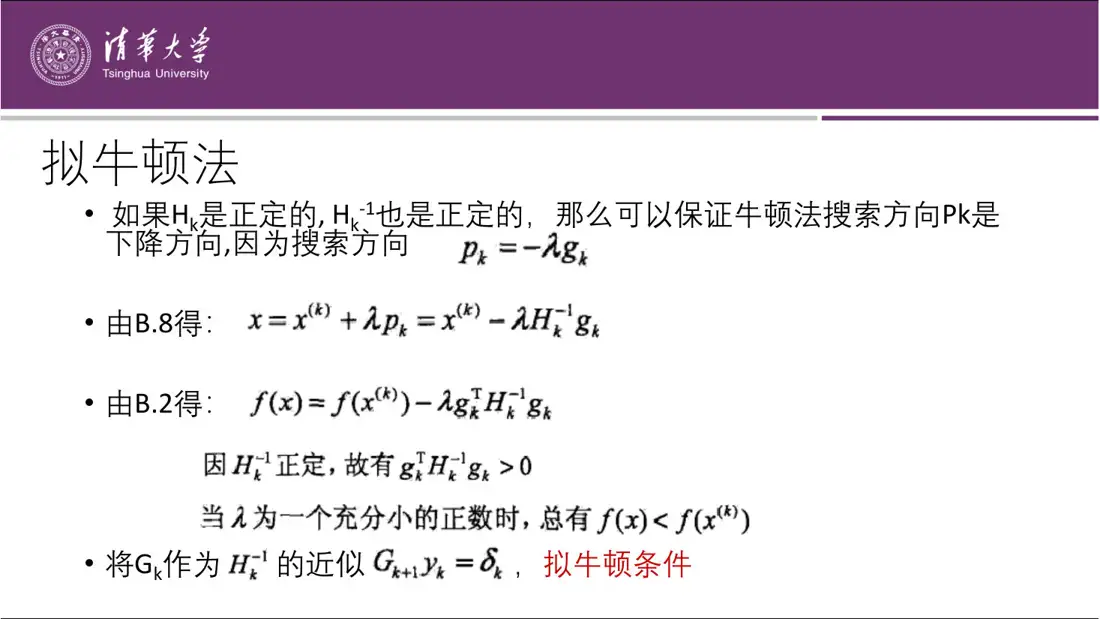 清华大学
Tsinghua University
拟牛顿法
• 如果Hₖ是正定的, Hₖ⁻¹也是正定的，那么可以保证牛顿法搜索方向Pk是
下降方向,因为搜索方向 pₖ = −λgₖ
• 由B.8得： x = x⁽ᵏ⁾ + λpₖ = x⁽ᵏ⁾ − λHₖ⁻¹gₖ
• 由B.2得： f(x) = f(x⁽ᵏ⁾) − λgₖᵀHₖ⁻¹gₖ
因 Hₖ⁻¹ 正定，故有 gₖᵀHₖ⁻¹gₖ > 0
当 λ 为一个充分小的正数时，总有 f(x) < f(x⁽ᵏ⁾)
• 将Gₖ作为 Hₖ⁻¹ 的近似 Gₖ₊₁yₖ = δₖ ，拟牛顿条件